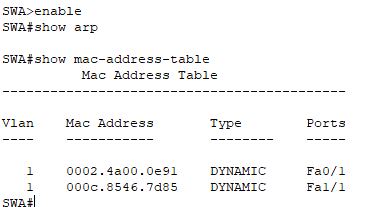 SWA>enable
SWA#show arp
SWA#show mac-address-table
Mac Address Table
-------------------------------------------
Vlan    Mac Address       Type        Ports
----    -----------       --------    -----
1    0002.4a00.0e91    DYNAMIC     Fa0/1
1    000c.8546.7d85    DYNAMIC     Fa1/1
SWA#